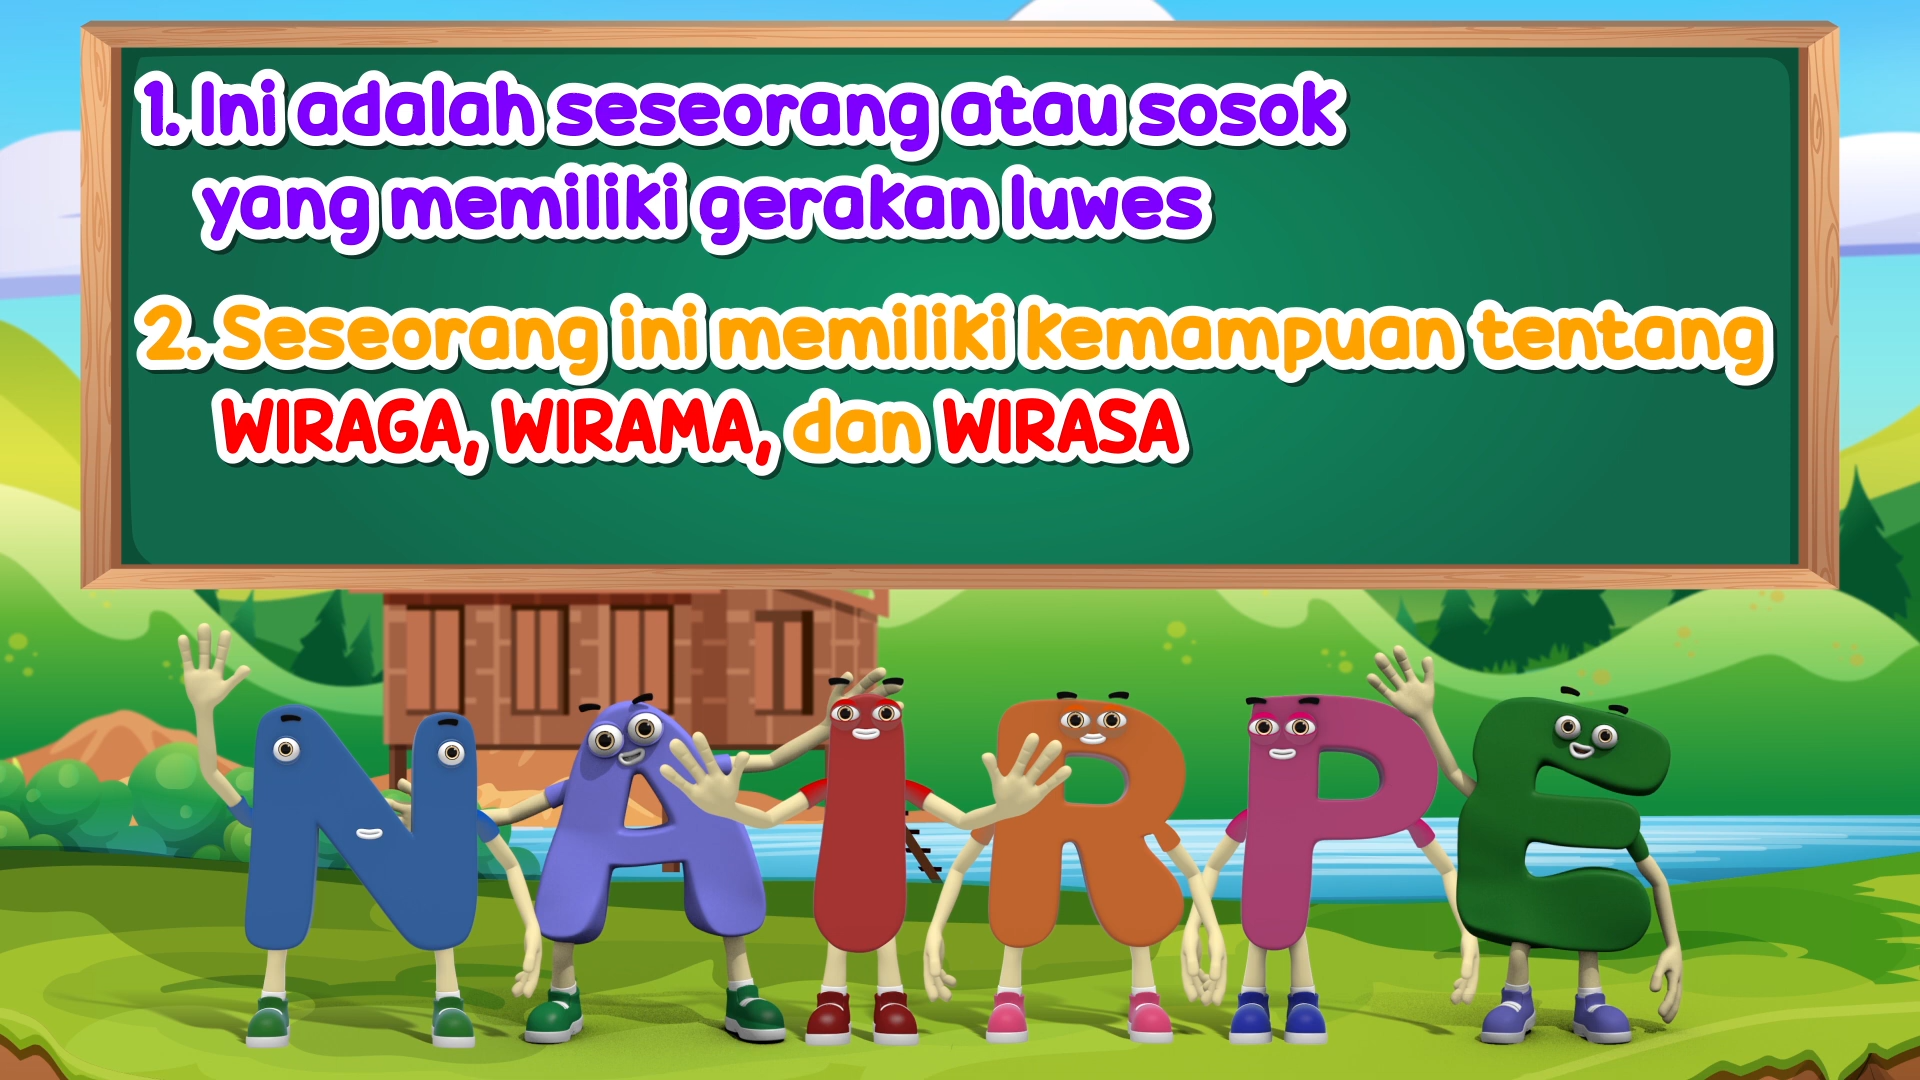 1. Ini adalah seseorang atau sosok
yang memiliki gerakan luwes
2. Seseorang ini memiliki kemampuan tentang
WIRAGA, WIRAMA, dan WIRASA
NAIRPE